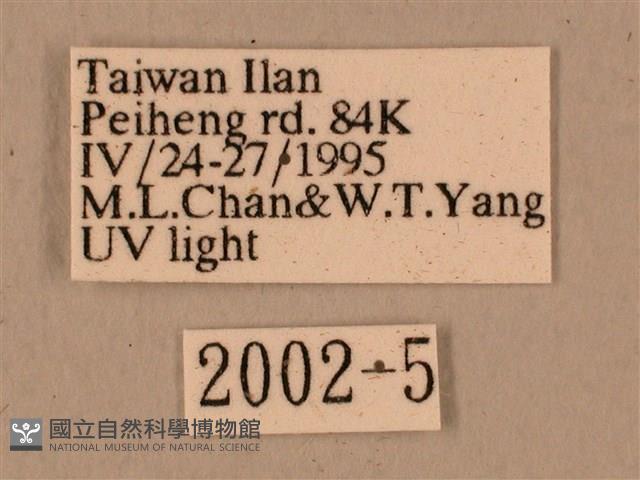 Taiwan Ilan
Peiheng rd. 84K
IV/24-27/1995
M.L.Chan&W.T.Yang
UV light
2002-5
國立自然科學博物館
NATIONAL MUSEUM OF NATURAL SCIENCE